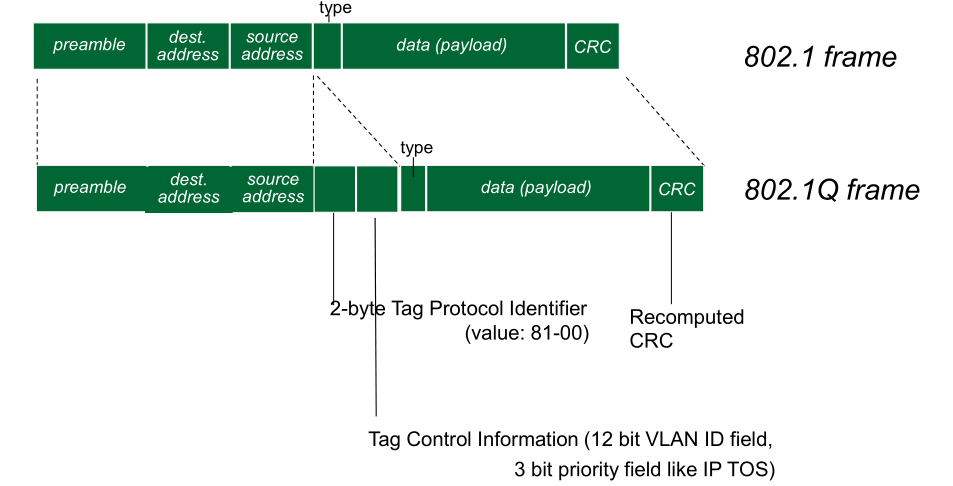 type
preamble
dest.
address
source
address
data (payload)
CRC
802.1 frame
type
preamble
dest.
address
source
address
data (payload)
CRC
802.1Q frame
2-byte Tag Protocol Identifier
(value: 81-00)
Recomputed
CRC
Tag Control Information (12 bit VLAN ID field,
3 bit priority field like IP TOS)